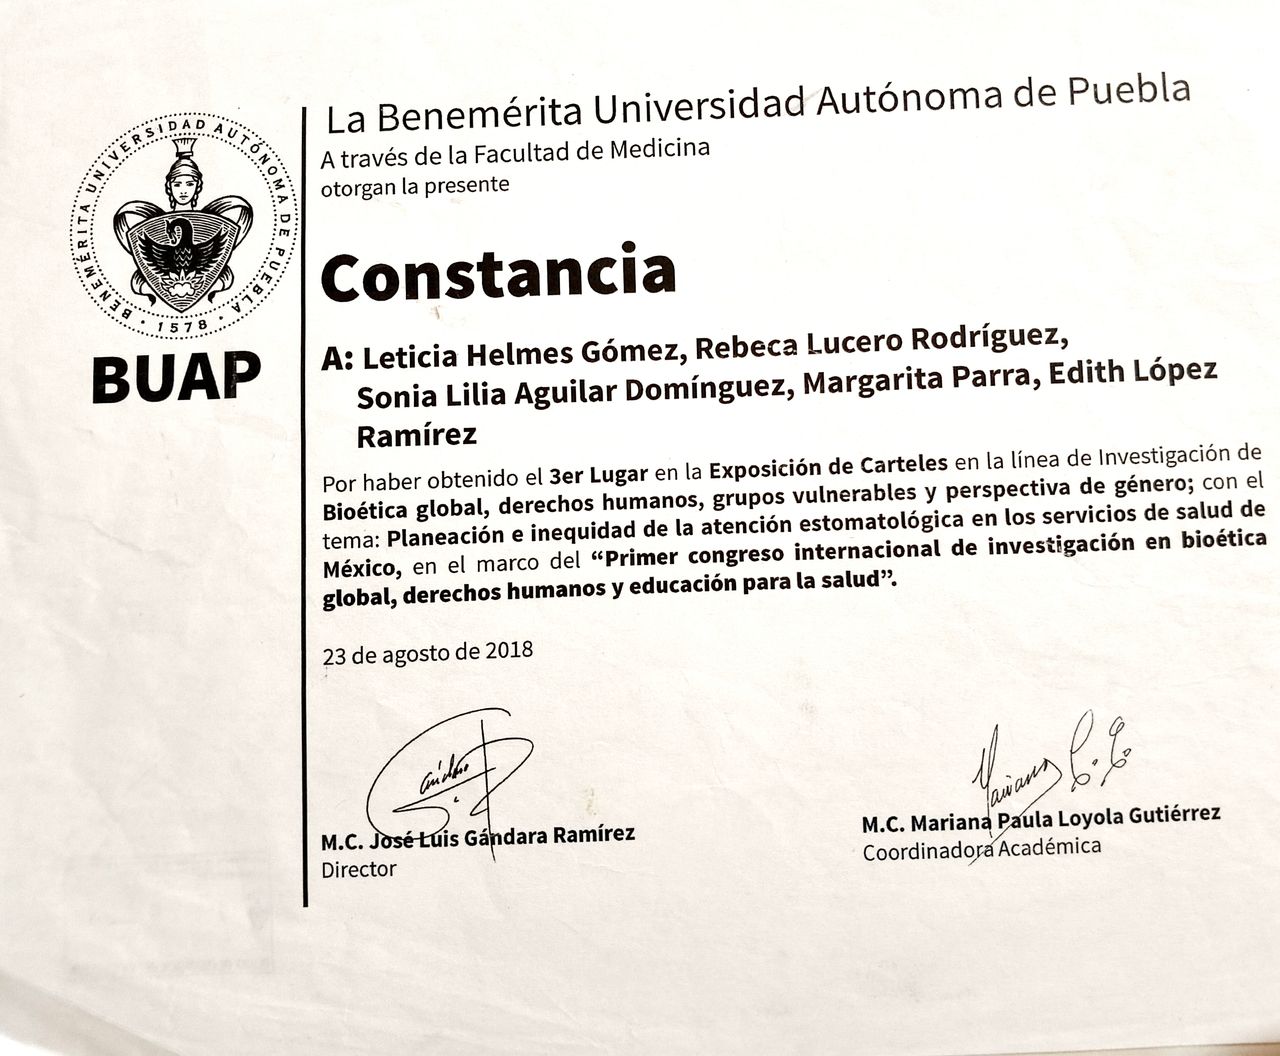 La Benemérita Universidad Autónoma de Puebla
A través de la Facultad de Medicina
otorgan la presente
BENEMÉRITA UNIVERSIDAD AUTÓNOMA DE PUEBLA
· 1578 ·
BUAP
Constancia
A: Leticia Helmes Gómez, Rebeca Lucero Rodríguez,
Sonia Lilia Aguilar Domínguez, Margarita Parra, Edith López
Ramírez
Por haber obtenido el 3er Lugar en la Exposición de Carteles en la línea de Investigación de
Bioética global, derechos humanos, grupos vulnerables y perspectiva de género; con el
tema: Planeación e inequidad de la atención estomatológica en los servicios de salud de
México, en el marco del “Primer congreso internacional de investigación en bioética
global, derechos humanos y educación para la salud”.
23 de agosto de 2018
M.C. José Luis Gándara Ramírez
Director
M.C. Mariana Paula Loyola Gutiérrez
Coordinadora Académica